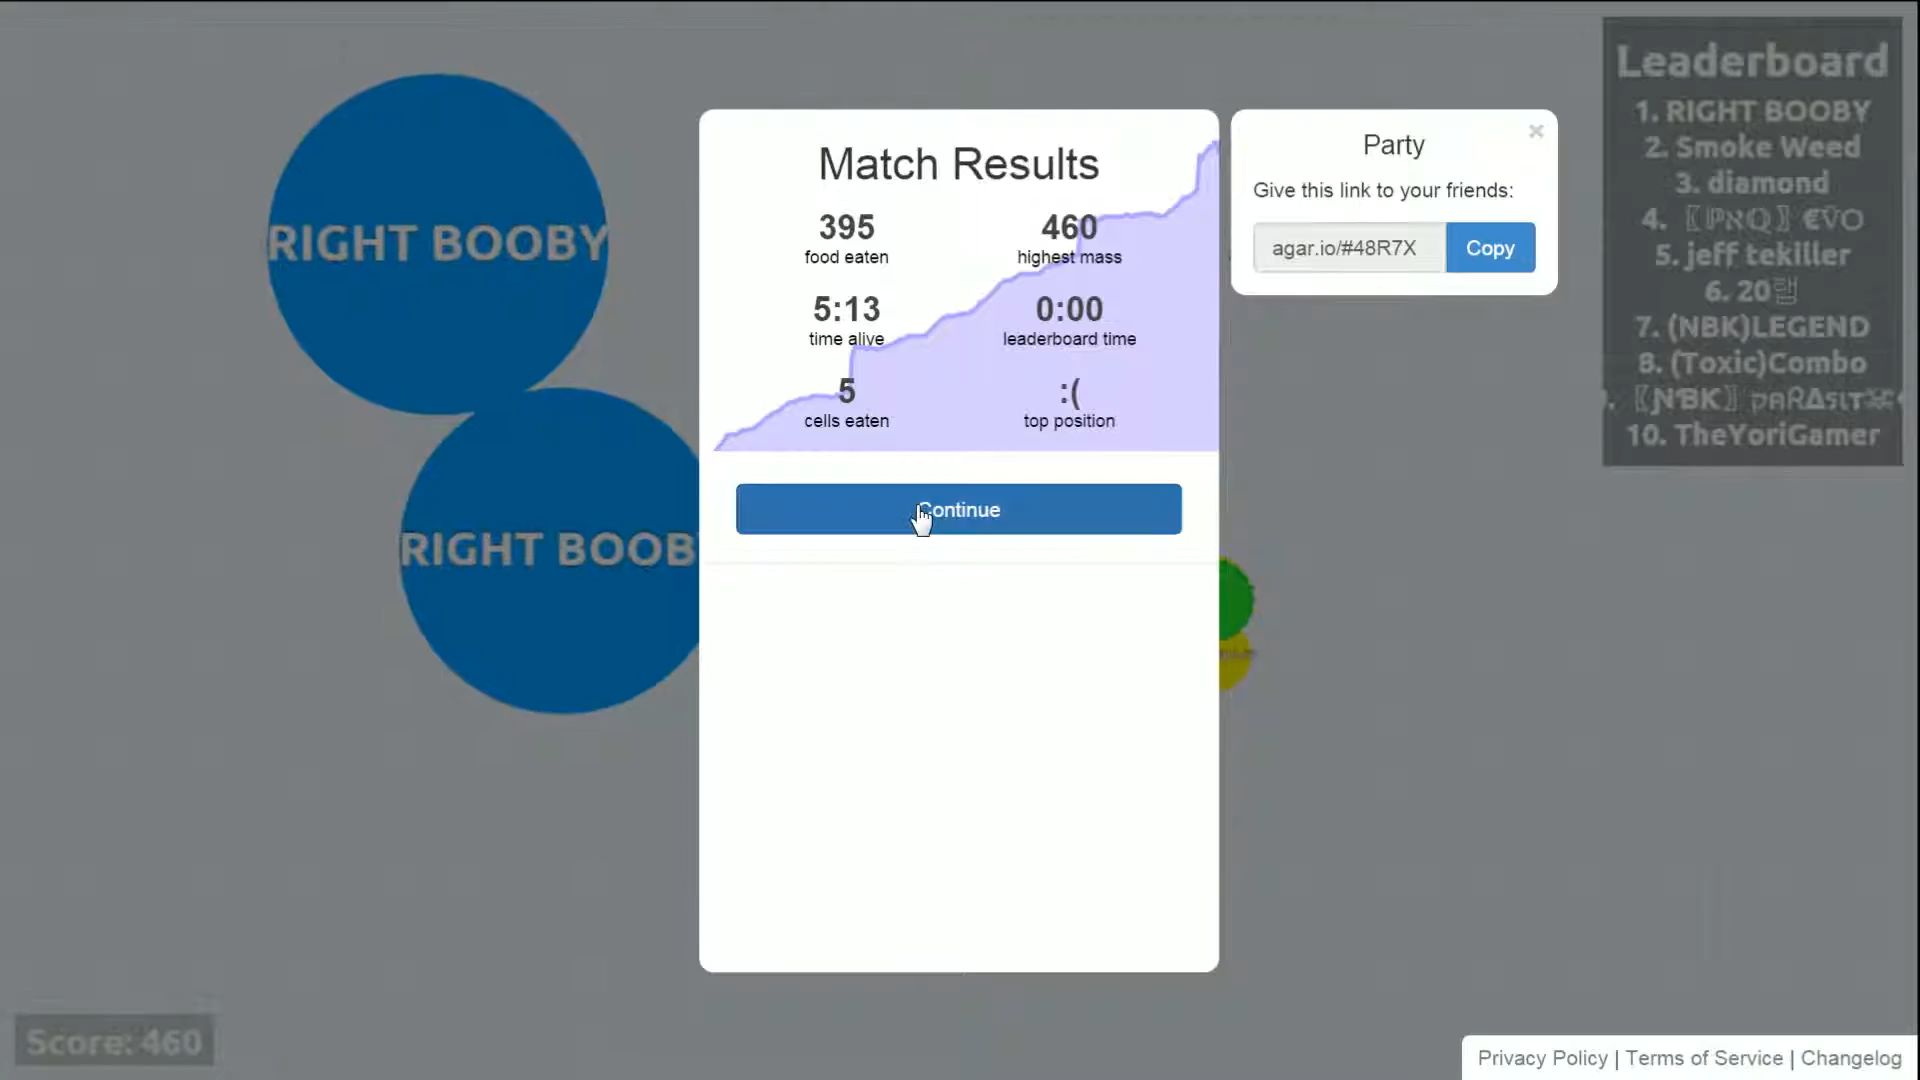 RIGHT BOOBY
RIGHT BOOB
Match Results
395
food eaten
460
highest mass
5:13
time alive
0:00
leaderboard time
5
cells eaten
:(
top position
Continue
Party
×
Give this link to your friends:
agar.io/#48R7X
Copy
Leaderboard
1. RIGHT BOOBY
2. Smoke Weed
3. diamond
4. 〖ℙℵℚ〗€V̂O
5. jeff tekiller
6. 20
7. (NBK)LEGEND
8. (Toxic)Combo
10. TheYoriGamer
Score: 460
Privacy Policy | Terms of Service | Changelog